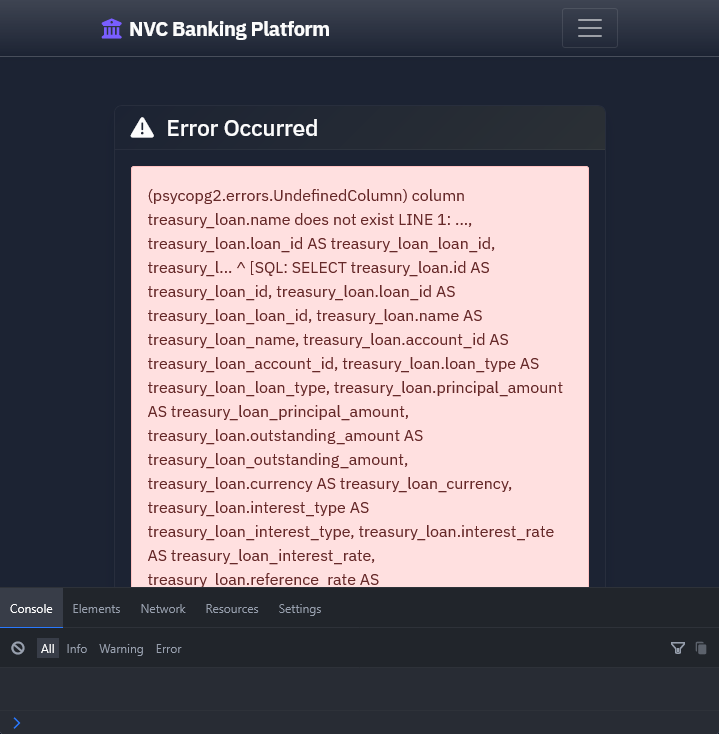 NVC Banking Platform
Error Occurred
(psycopg2.errors.UndefinedColumn) column
treasury_loan.name does not exist LINE 1: ...,
treasury_loan.loan_id AS treasury_loan_loan_id,
treasury_l... ^ [SQL: SELECT treasury_loan.id AS
treasury_loan_id, treasury_loan.loan_id AS
treasury_loan_loan_id, treasury_loan.name AS
treasury_loan_name, treasury_loan.account_id AS
treasury_loan_account_id, treasury_loan.loan_type AS
treasury_loan_loan_type, treasury_loan.principal_amount
AS treasury_loan_principal_amount,
treasury_loan.outstanding_amount AS
treasury_loan_outstanding_amount,
treasury_loan.currency AS treasury_loan_currency,
treasury_loan.interest_type AS
treasury_loan_interest_type, treasury_loan.interest_rate
AS treasury_loan_interest_rate,
treasury_loan.reference_rate AS
Console Elements Network Resources Settings
All Info Warning Error